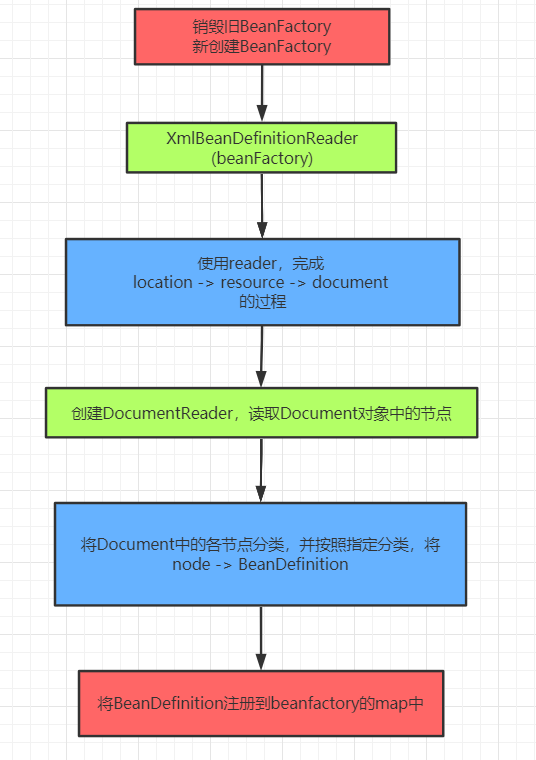 销毁旧BeanFactory
新创建BeanFactory
XmlBeanDefinitionReader
(beanFactory)
使用reader，完成
location -> resource -> document
的过程
创建DocumentReader，读取Document对象中的节点
将Document中的各节点分类，并按照指定分类，将
node -> BeanDefinition
将BeanDefinition注册到beanfactory的map中